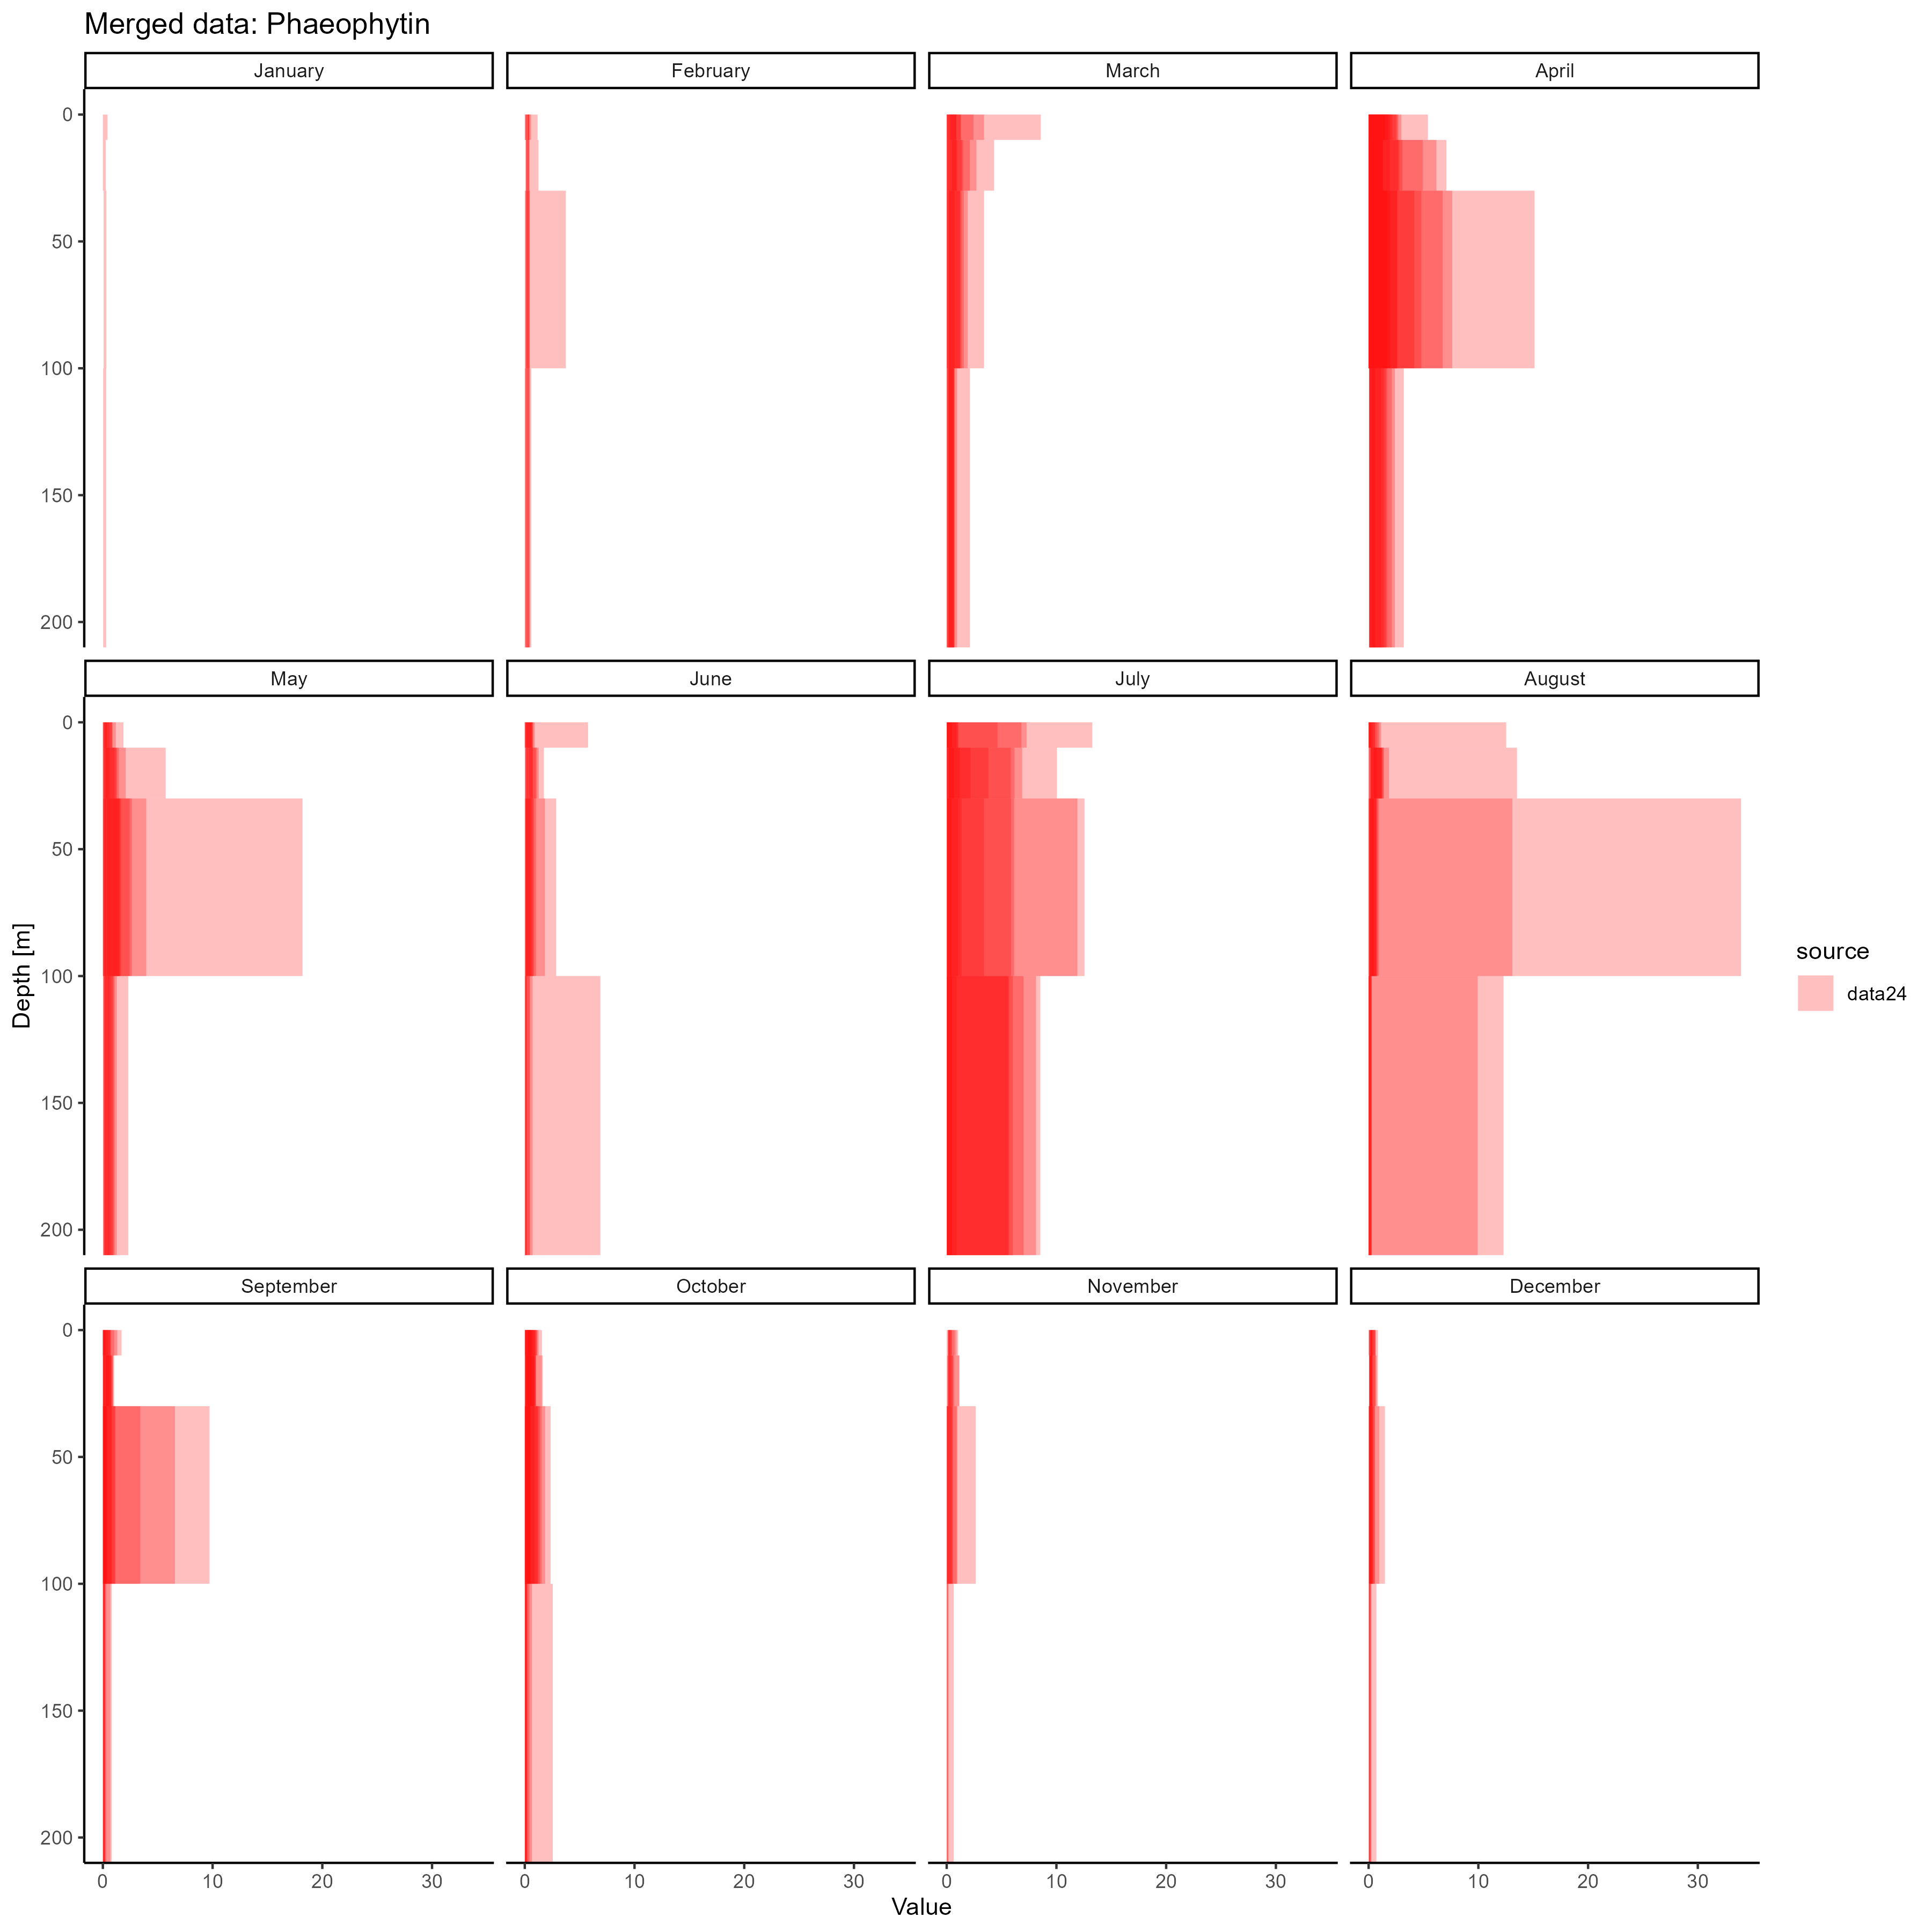 Merged data: Phaeophytin
January February March April
0
50
100
150
200
May June July August
0
50
100
150
200
Depth [m]
source
data24
September October November December
0
50
100
150
200
0 10 20 30 0 10 20 30 0 10 20 30 0 10 20 30
Value